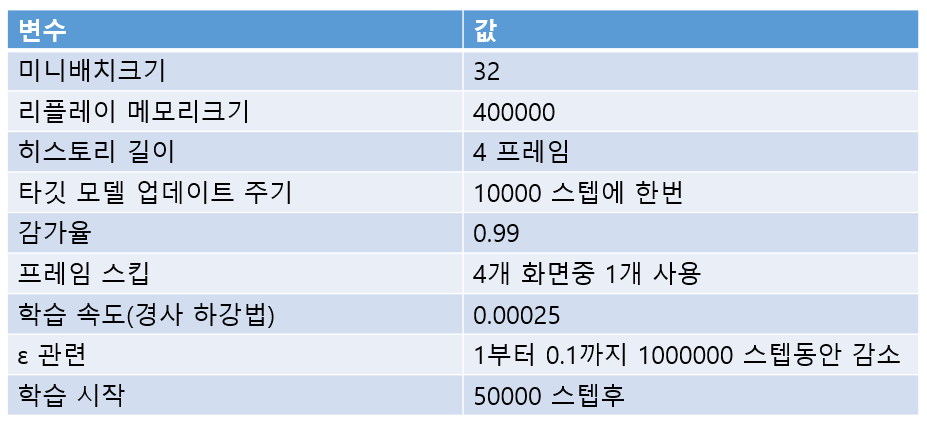 변수 값
미니배치크기 32
리플레이 메모리크기 400000
히스토리 길이 4 프레임
타깃 모델 업데이트 주기 10000 스텝에 한번
감가율 0.99
프레임 스킵 4개 화면중 1개 사용
학습 속도(경사 하강법) 0.00025
ε 관련 1부터 0.1까지 1000000 스텝동안 감소
학습 시작 50000 스텝후